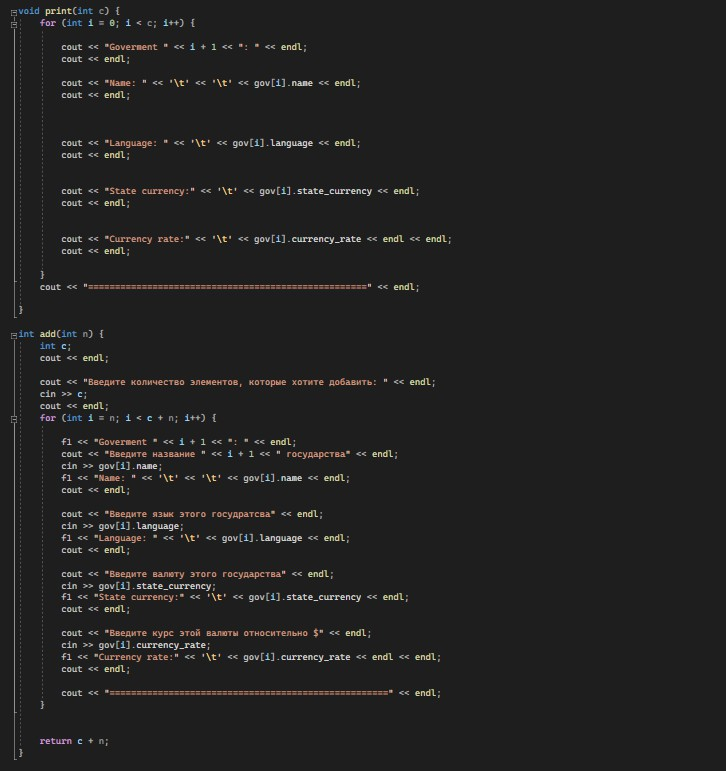 void print(int c) {
for (int i = 0; i < c; i++) {
cout << "Goverment " << i + 1 << ": " << endl;
cout << endl;
cout << "Name: " << '\t' << '\t' << gov[i].name << endl;
cout << endl;
cout << "Language: " << '\t' << gov[i].language << endl;
cout << endl;
cout << "State currency:" << '\t' << gov[i].state_currency << endl;
cout << endl;
cout << "Currency rate:" << '\t' << gov[i].currency_rate << endl << endl;
cout << endl;
}
cout << "====================================================" << endl;
}
int add(int n) {
int c;
cout << endl;
cout << "Введите количество элементов, которые хотите добавить: " << endl;
cin >> c;
cout << endl;
for (int i = n; i < c + n; i++) {
f1 << "Goverment " << i + 1 << ": " << endl;
cout << "Введите название " << i + 1 << " государства" << endl;
cin >> gov[i].name;
f1 << "Name: " << '\t' << '\t' << gov[i].name << endl;
cout << endl;
cout << "Введите язык этого госудратсва" << endl;
cin >> gov[i].language;
f1 << "Language: " << '\t' << gov[i].language << endl;
cout << endl;
cout << "Введите валюту этого государства" << endl;
cin >> gov[i].state_currency;
f1 << "State currency:" << '\t' << gov[i].state_currency << endl;
cout << endl;
cout << "Введите курс этой валюты относительно $" << endl;
cin >> gov[i].currency_rate;
f1 << "Currency rate:" << '\t' << gov[i].currency_rate << endl << endl;
cout << endl;
cout << "====================================================" << endl;
}
return c + n;
}